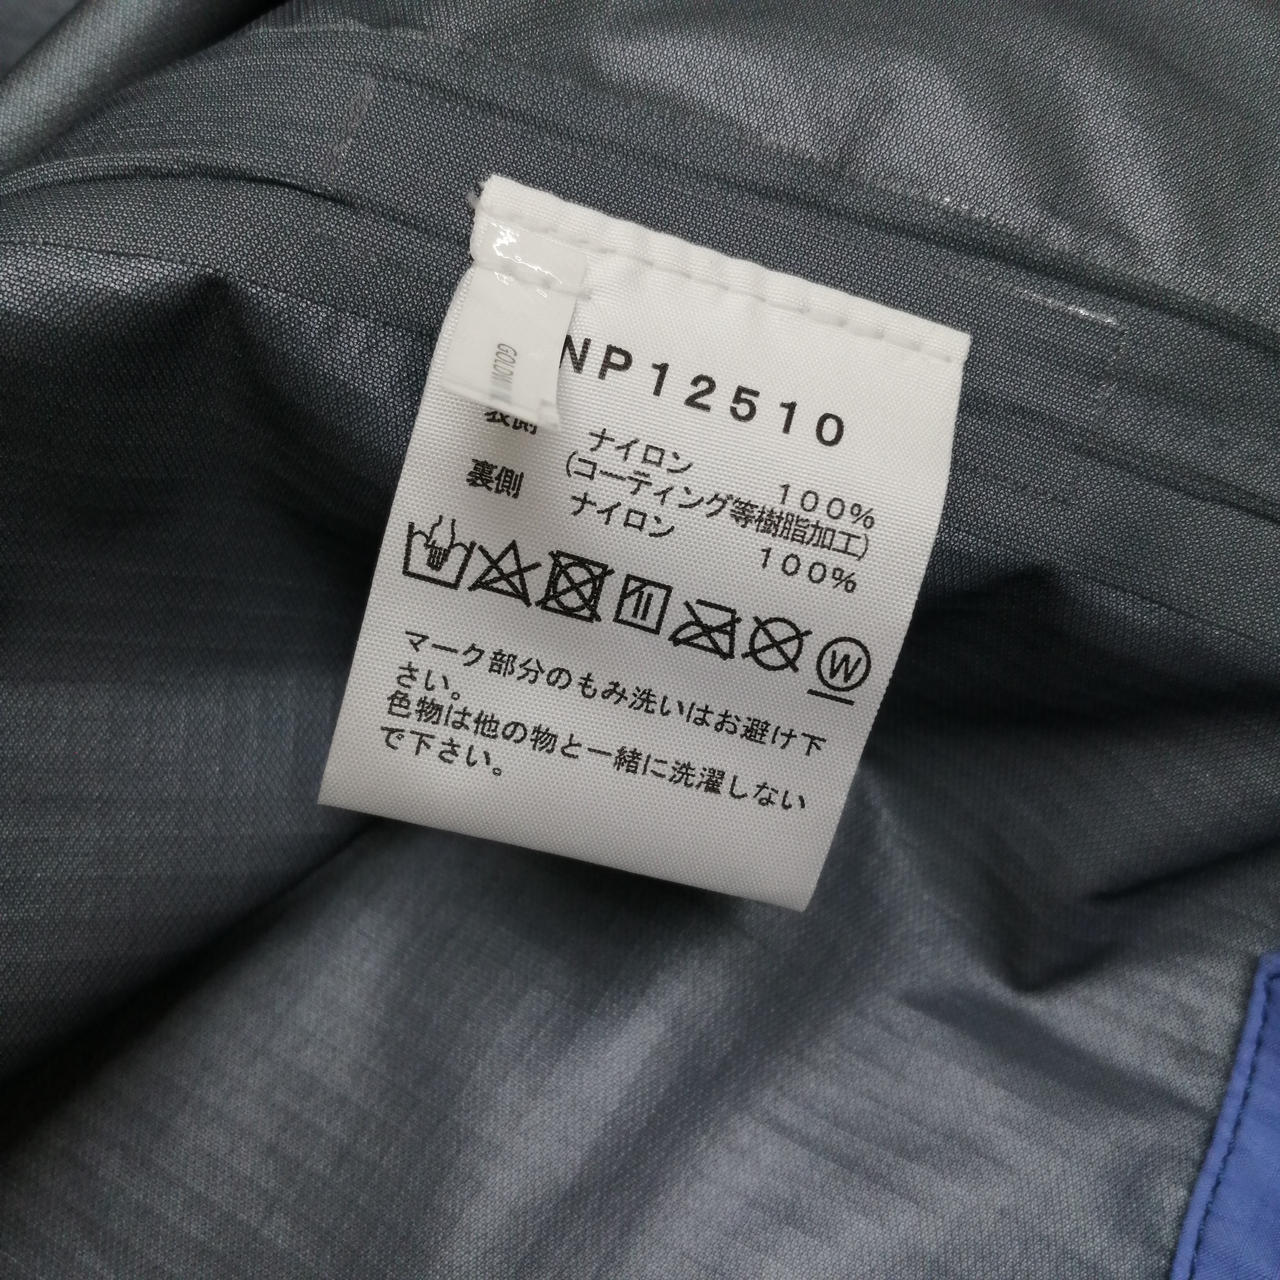 GOLDWIN
NP12510
表側 ナイロン 100%
(コーティング等樹脂加工)
裏側 ナイロン 100%
W
マーク部分のもみ洗いはお避け下
さい。
色物は他の物と一緒に洗濯しない
で下さい。